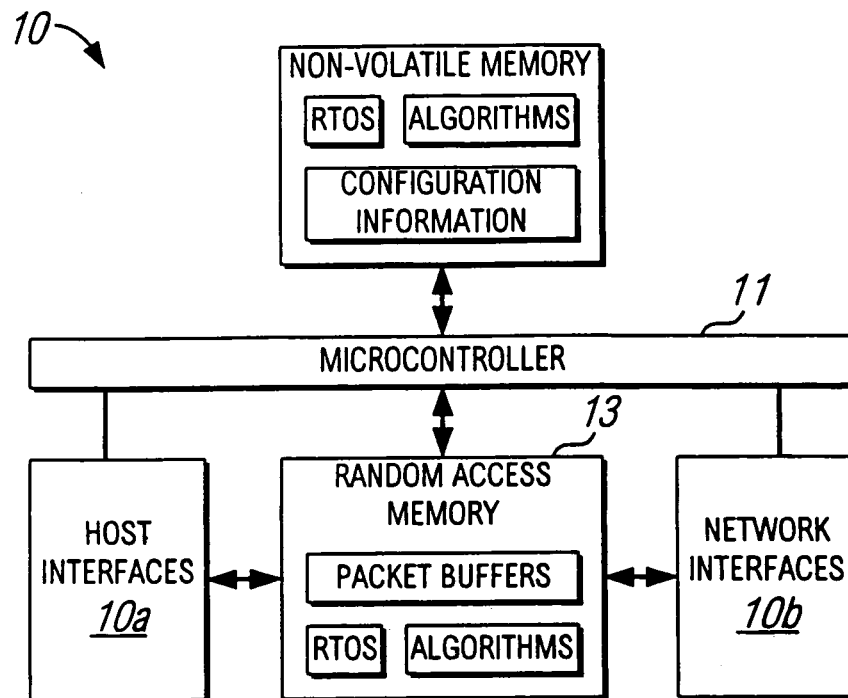 10
NON-VOLATILE MEMORY
RTOS
ALGORITHMS
CONFIGURATION
INFORMATION
11
MICROCONTROLLER
13
HOST
INTERFACES
10a
RANDOM ACCESS
MEMORY
PACKET BUFFERS
RTOS
ALGORITHMS
NETWORK
INTERFACES
10b